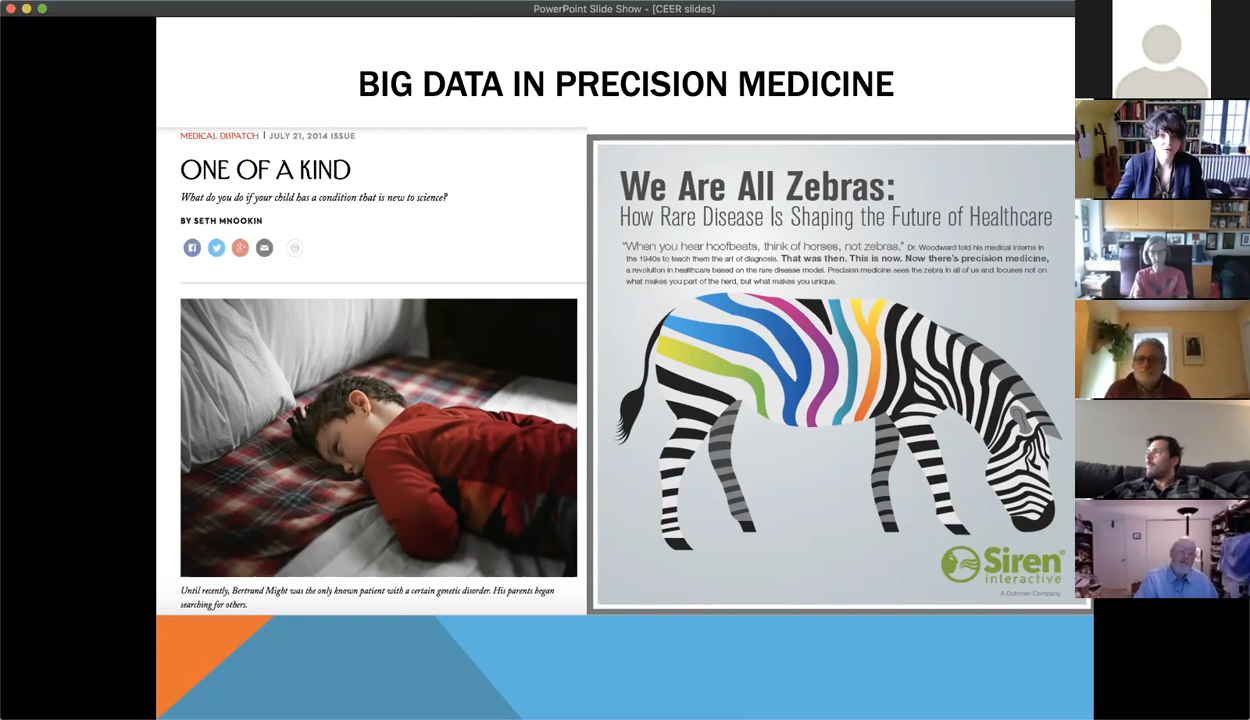 PowerPoint Slide Show - [CEER slides]
BIG DATA IN PRECISION MEDICINE
MEDICAL DISPATCH | JULY 21, 2014 ISSUE
ONE OF A KIND
What do you do if your child has a condition that is new to science?
BY SETH MNOOKIN
Until recently, Bertrand Might was the only known patient with a certain genetic disorder. His parents began
searching for others.
We Are All Zebras:
How Rare Disease Is Shaping the Future of Healthcare
"When you hear hoofbeats, think of horses, not zebras," Dr. Woodward told his medical interns in
the 1940s to teach them the art of diagnosis. That was then. This is now. Now there's precision medicine,
a revolution in healthcare based on the rare disease model. Precision medicine sees the zebra in all of us and focuses not on
what makes you part of the herd, but what makes you unique.
Siren®
interactive
A Dohmen Company